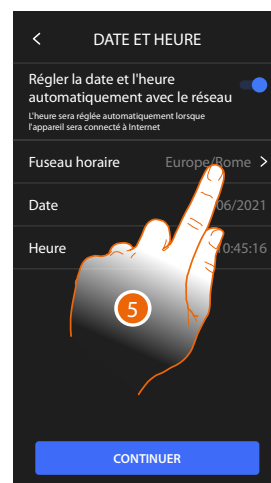 DATE ET HEURE
Régler la date et l'heure
automatiquement avec le réseau
L'heure sera réglée automatiquement lorsque
l'appareil sera connecté à Internet
Fuseau horaire Europe/Rome >
Date 06/2021
Heure 10:45:16
5
CONTINUER